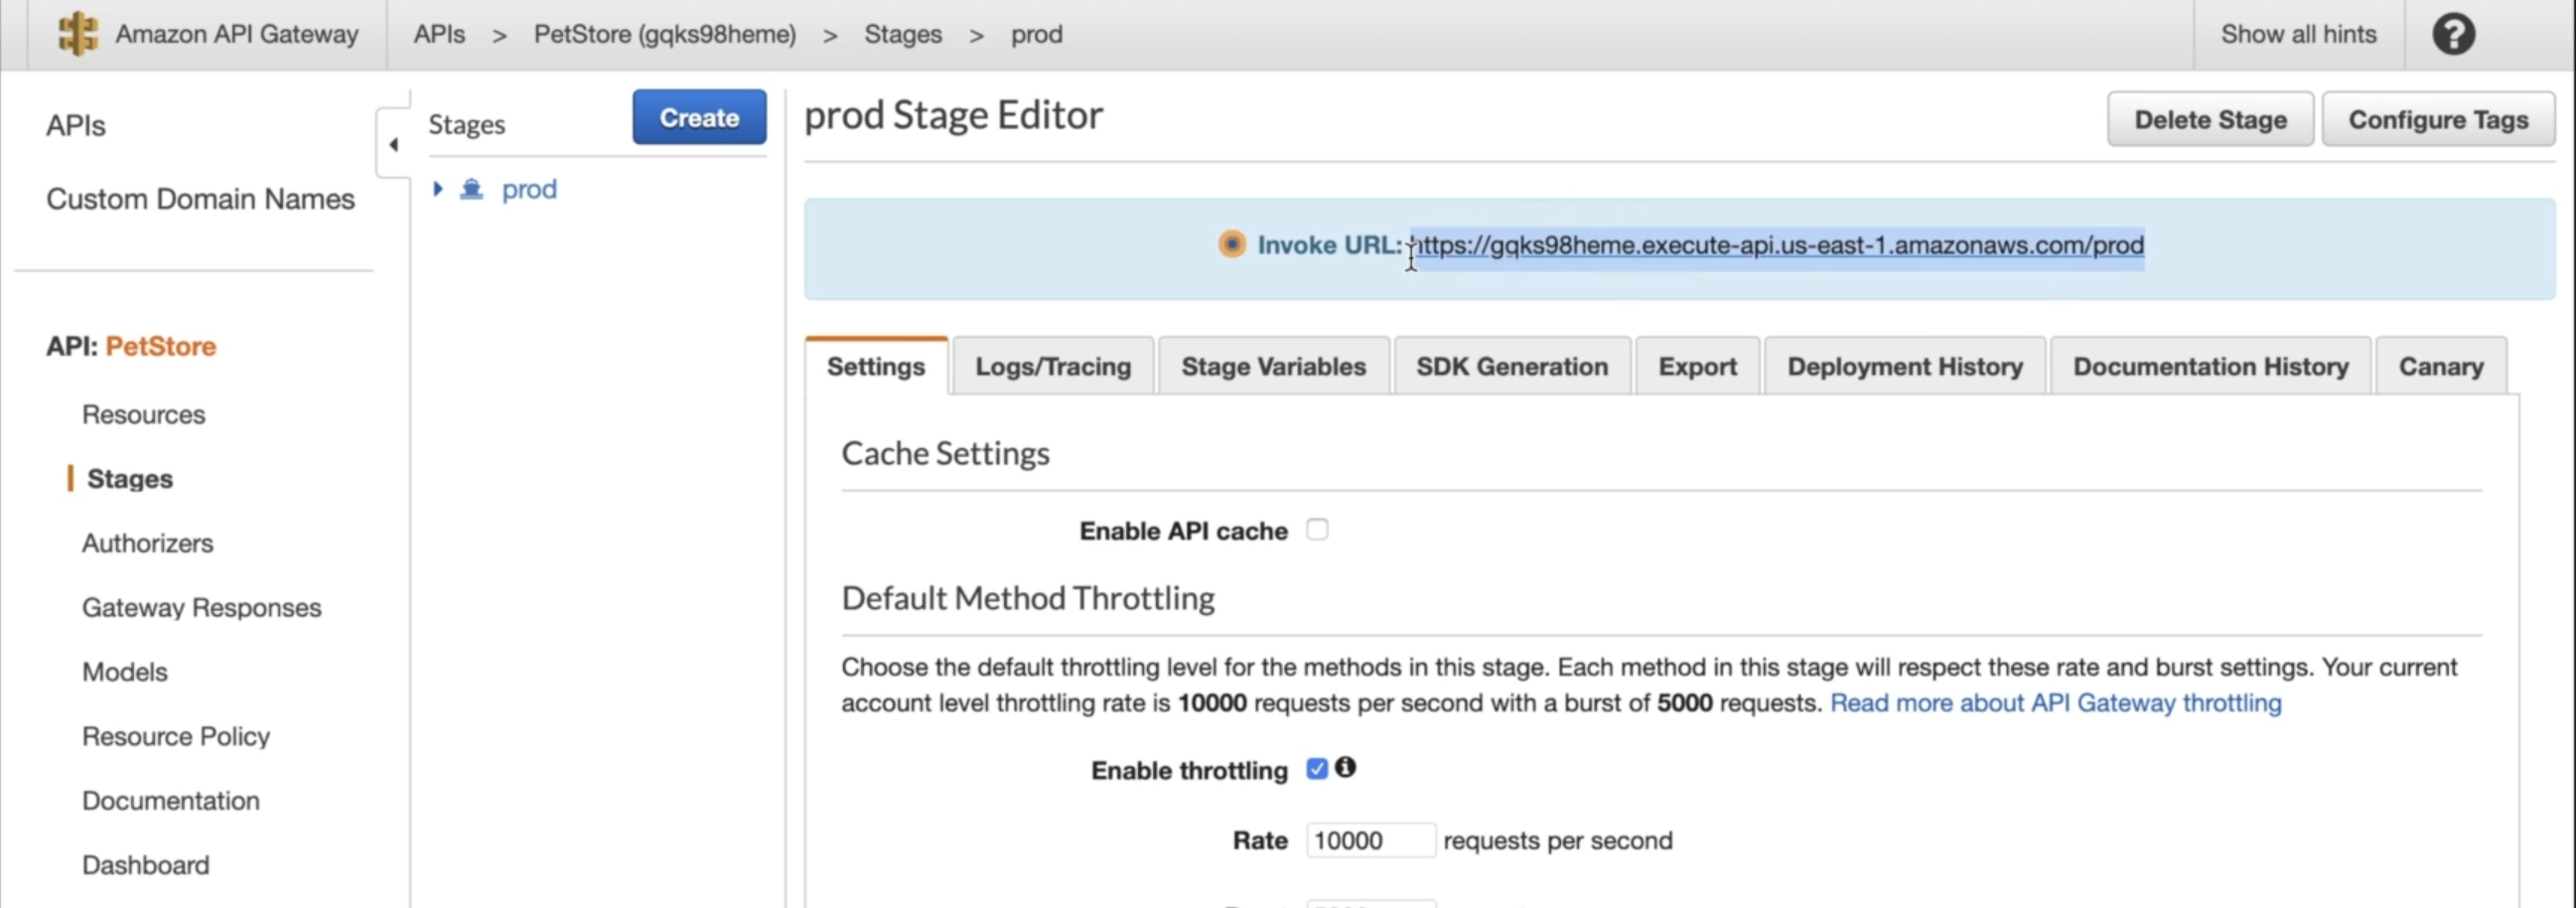 Amazon API Gateway APIs > PetStore (gqks98heme) > Stages > prod Show all hints ?
APIs
Custom Domain Names
API: PetStore
Resources
Stages
Authorizers
Gateway Responses
Models
Resource Policy
Documentation
Dashboard
Stages Create
prod
prod Stage Editor Delete Stage Configure Tags
Invoke URL: https://gqks98heme.execute-api.us-east-1.amazonaws.com/prod
Settings Logs/Tracing Stage Variables SDK Generation Export Deployment History Documentation History Canary
Cache Settings
Enable API cache
Default Method Throttling
Choose the default throttling level for the methods in this stage. Each method in this stage will respect these rate and burst settings. Your current
account level throttling rate is 10000 requests per second with a burst of 5000 requests. Read more about API Gateway throttling
Enable throttling
Rate 10000 requests per second